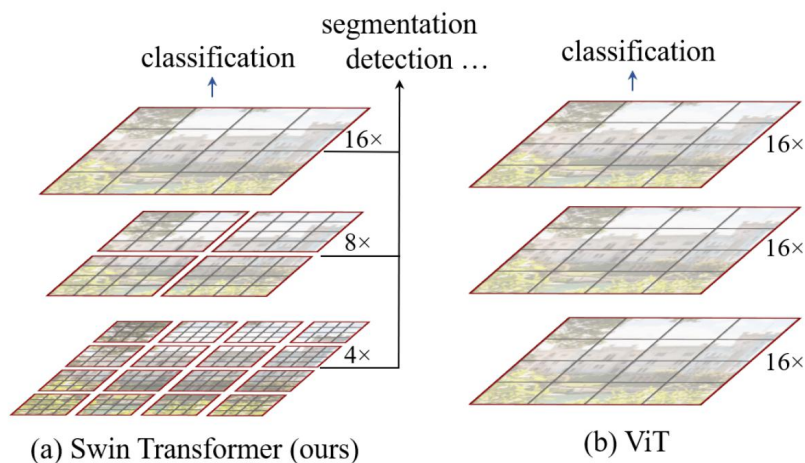 segmentation
classification
detection …
classification
16×
8×
4×
16×
16×
16×
(a) Swin Transformer (ours)
(b) ViT